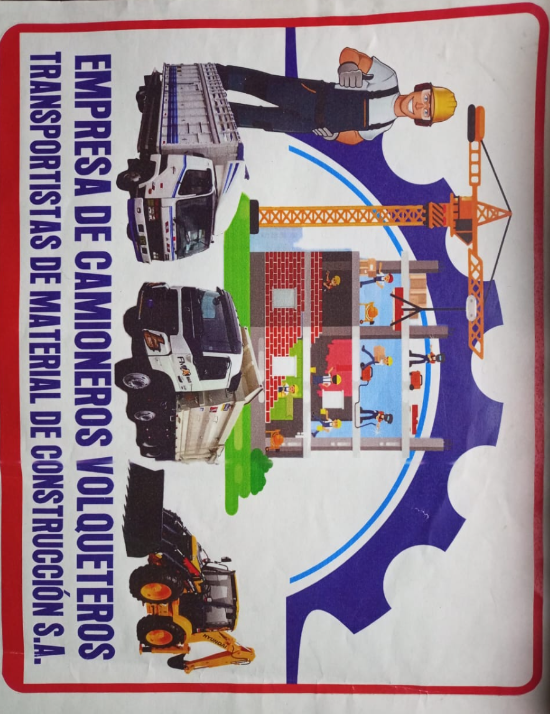 EMPRESA DE CAMIONEROS VOLQUETEROS
TRANSPORTISTAS DE MATERIAL DE CONSTRUCCIÓN S.A.